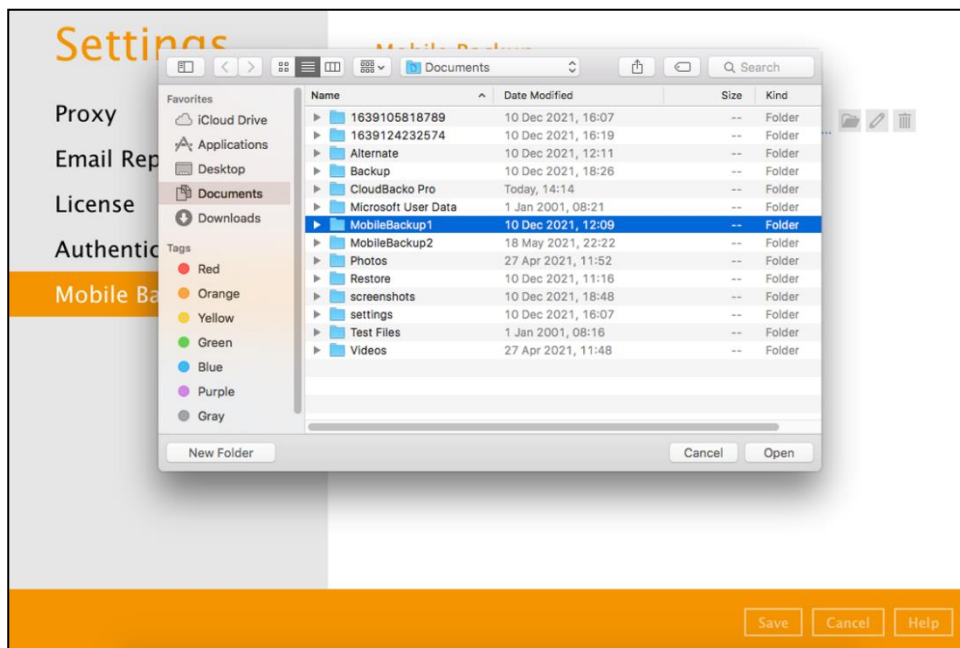 Settings
Mobile Backup
Documents
Search
Favorites
iCloud Drive
Applications
Desktop
Documents
Downloads
Tags
Red
Orange
Yellow
Green
Blue
Purple
Gray
Name Date Modified Size Kind
1639105818789 10 Dec 2021, 16:07 -- Folder
1639124232574 10 Dec 2021, 16:19 -- Folder
Alternate 10 Dec 2021, 12:11 -- Folder
Backup 10 Dec 2021, 18:26 -- Folder
CloudBacko Pro Today, 14:14 -- Folder
Microsoft User Data 1 Jan 2001, 08:21 -- Folder
MobileBackup1 10 Dec 2021, 12:09 -- Folder
MobileBackup2 18 May 2021, 22:22 -- Folder
Photos 27 Apr 2021, 11:52 -- Folder
Restore 10 Dec 2021, 11:16 -- Folder
screenshots 10 Dec 2021, 18:48 -- Folder
settings 10 Dec 2021, 16:07 -- Folder
Test Files 1 Jan 2001, 08:16 -- Folder
Videos 27 Apr 2021, 11:48 -- Folder
New Folder Cancel Open
Proxy
Email Rep
License
Authentic
Mobile Ba
...
Save Cancel Help